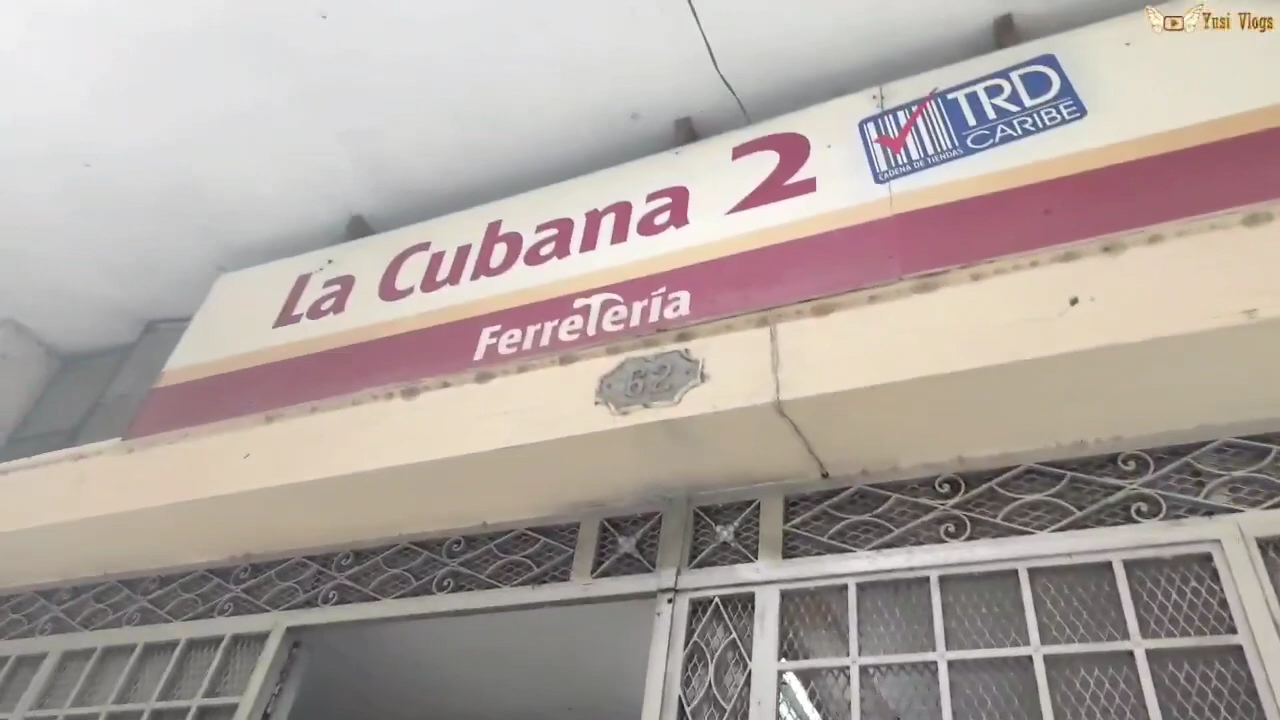 Yusi Vlogs
La Cubana 2
TRD
CARIBE
CADENA DE TIENDAS
Ferretería
62